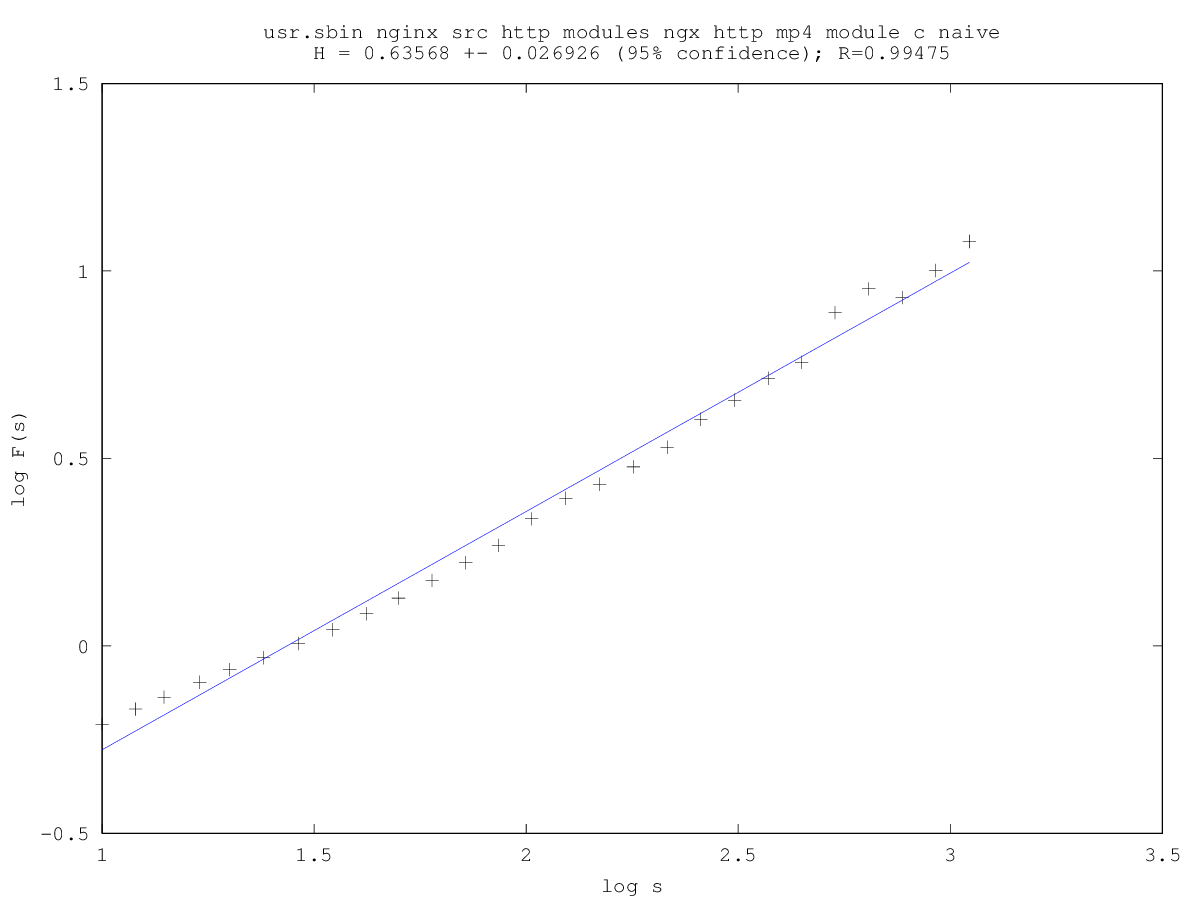 usr.sbin nginx src http modules ngx http mp4 module c naive
H = 0.63568 +- 0.026926 (95% confidence); R=0.99475
1.5
1
0.5
0
-0.5
log F(s)
1
1.5
2
2.5
3
3.5
log s